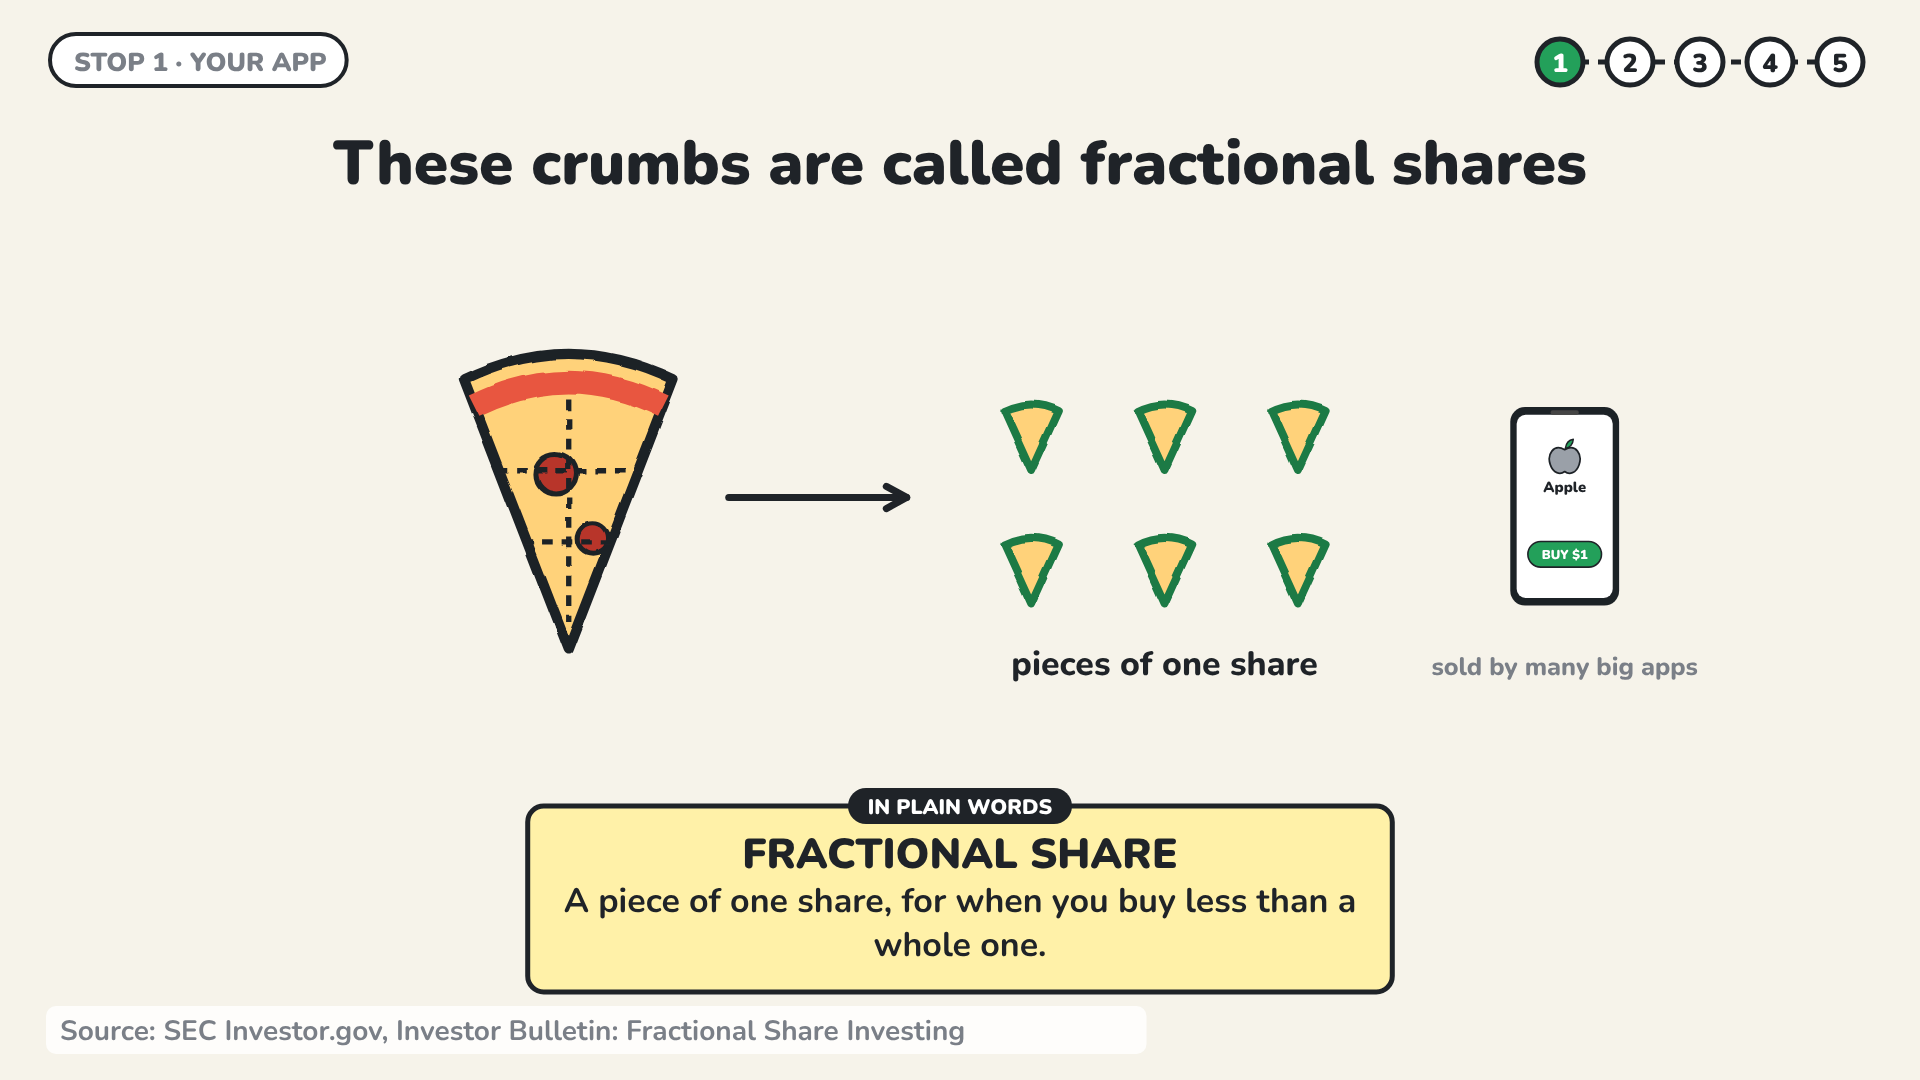 STOP 1 · YOUR APP
1 2 3 4 5
These crumbs are called fractional shares
Apple
BUY $1
pieces of one share
sold by many big apps
IN PLAIN WORDS
FRACTIONAL SHARE
A piece of one share, for when you buy less than a
whole one.
Source: SEC Investor.gov, Investor Bulletin: Fractional Share Investing